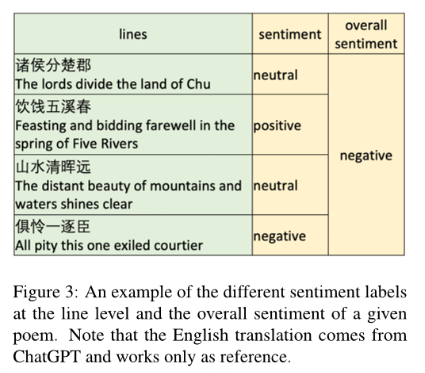 lines
sentiment
overall
sentiment
诸侯分楚郡
The lords divide the land of Chu
neutral
饮饯五溪春
Feasting and bidding farewell in the
spring of Five Rivers
positive
山水清晖远
The distant beauty of mountains and
waters shines clear
neutral
俱怜一逐臣
All pity this one exiled courtier
negative
negative
Figure 3: An example of the different sentiment labels
at the line level and the overall sentiment of a given
poem. Note that the English translation comes from
ChatGPT and works only as reference.